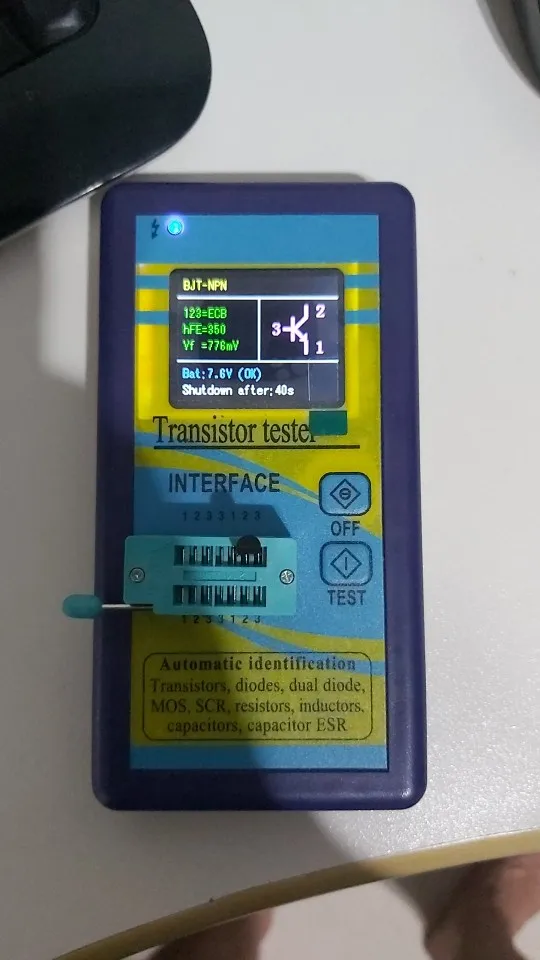 BJT-NPN
123=ECB
hFE=350
Vf =776mV
2
3
1
Bat:7.6V (OK)
Shutdown after:40s
Transistor tester
INTERFACE
1 2 3 3 1 2 3
OFF
TEST
1 2 3 3 1 2 3
Automatic identification
Transistors, diodes, dual diode,
MOS, SCR, resistors, inductors.
capacitors, capacitor ESR